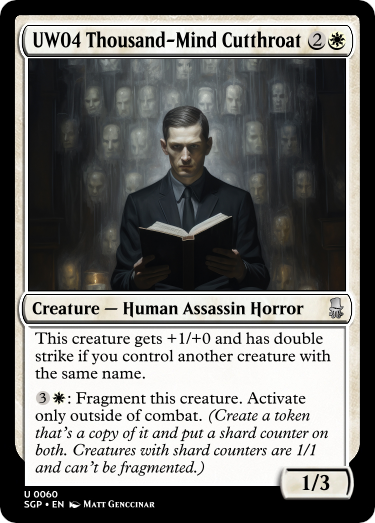 UW04 Thousand-Mind Cutthroat 2
Creature — Human Assassin Horror
This creature gets +1/+0 and has double
strike if you control another creature with
the same name.
3 : Fragment this creature. Activate
only outside of combat. (Create a token
that's a copy of it and put a shard counter
on both. Creatures with shard counters are 1/1
and can't be fragmented.)
1/3
U 0060
SGP • EN Matt Genccinar